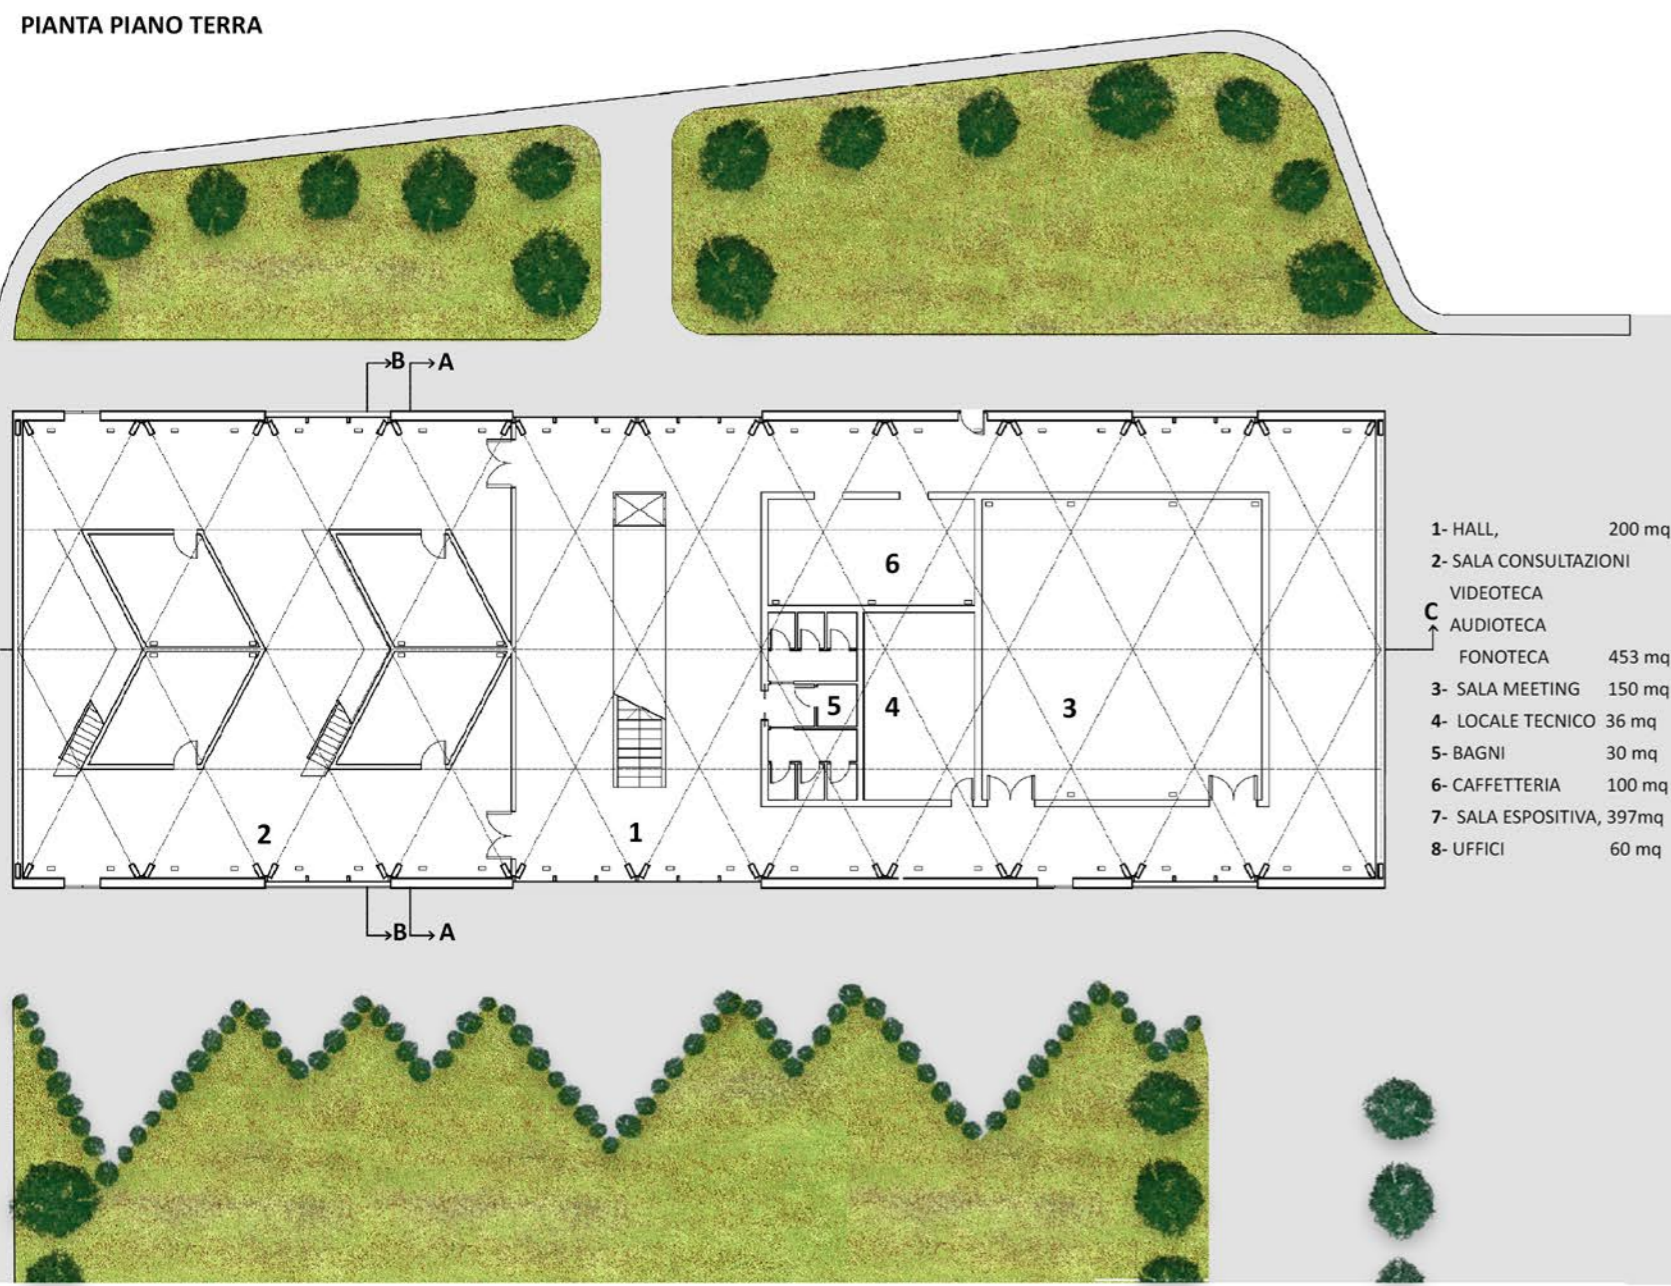 PIANTA PIANO TERRA
B A
6
5 4 3
2 1
B A
C
1- HALL, 200 mq
2- SALA CONSULTAZIONI
VIDEOTECA
AUDIOTECA
FONOTECA 453 mq
3- SALA MEETING 150 mq
4- LOCALE TECNICO 36 mq
5- BAGNI 30 mq
6- CAFFETTERIA 100 mq
7- SALA ESPOSITIVA, 397mq
8- UFFICI 60 mq